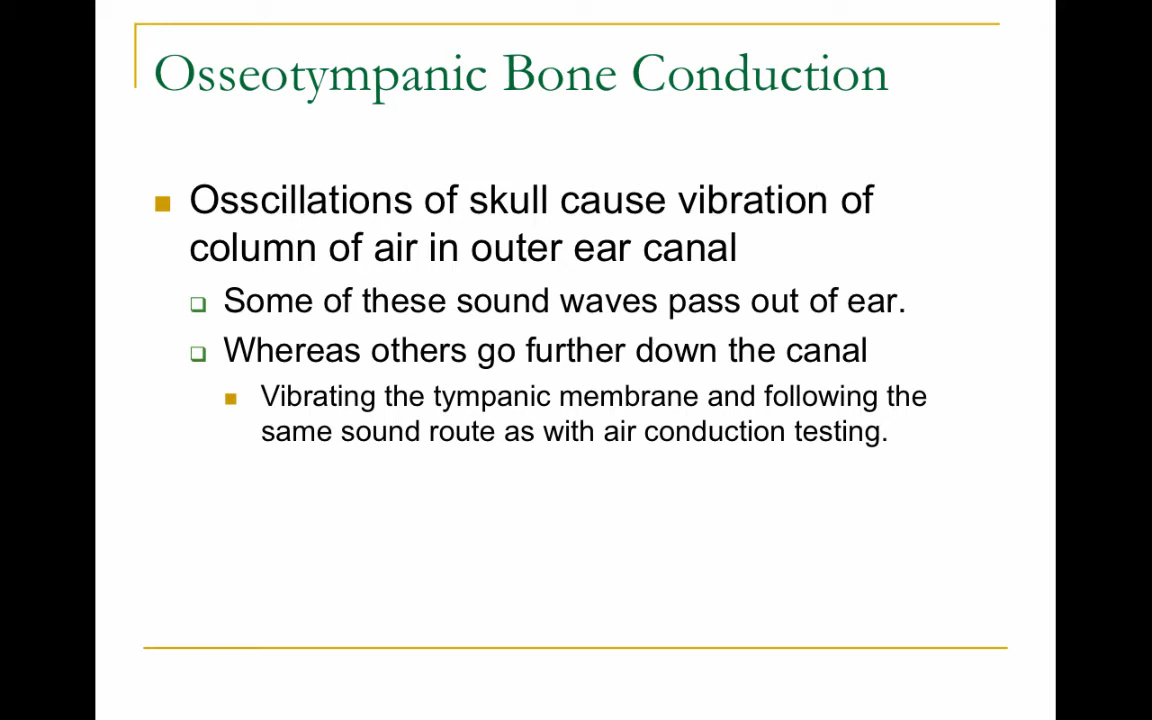 Osseotympanic Bone Conduction
Osscillations of skull cause vibration of
column of air in outer ear canal
Some of these sound waves pass out of ear.
Whereas others go further down the canal
Vibrating the tympanic membrane and following the
same sound route as with air conduction testing.